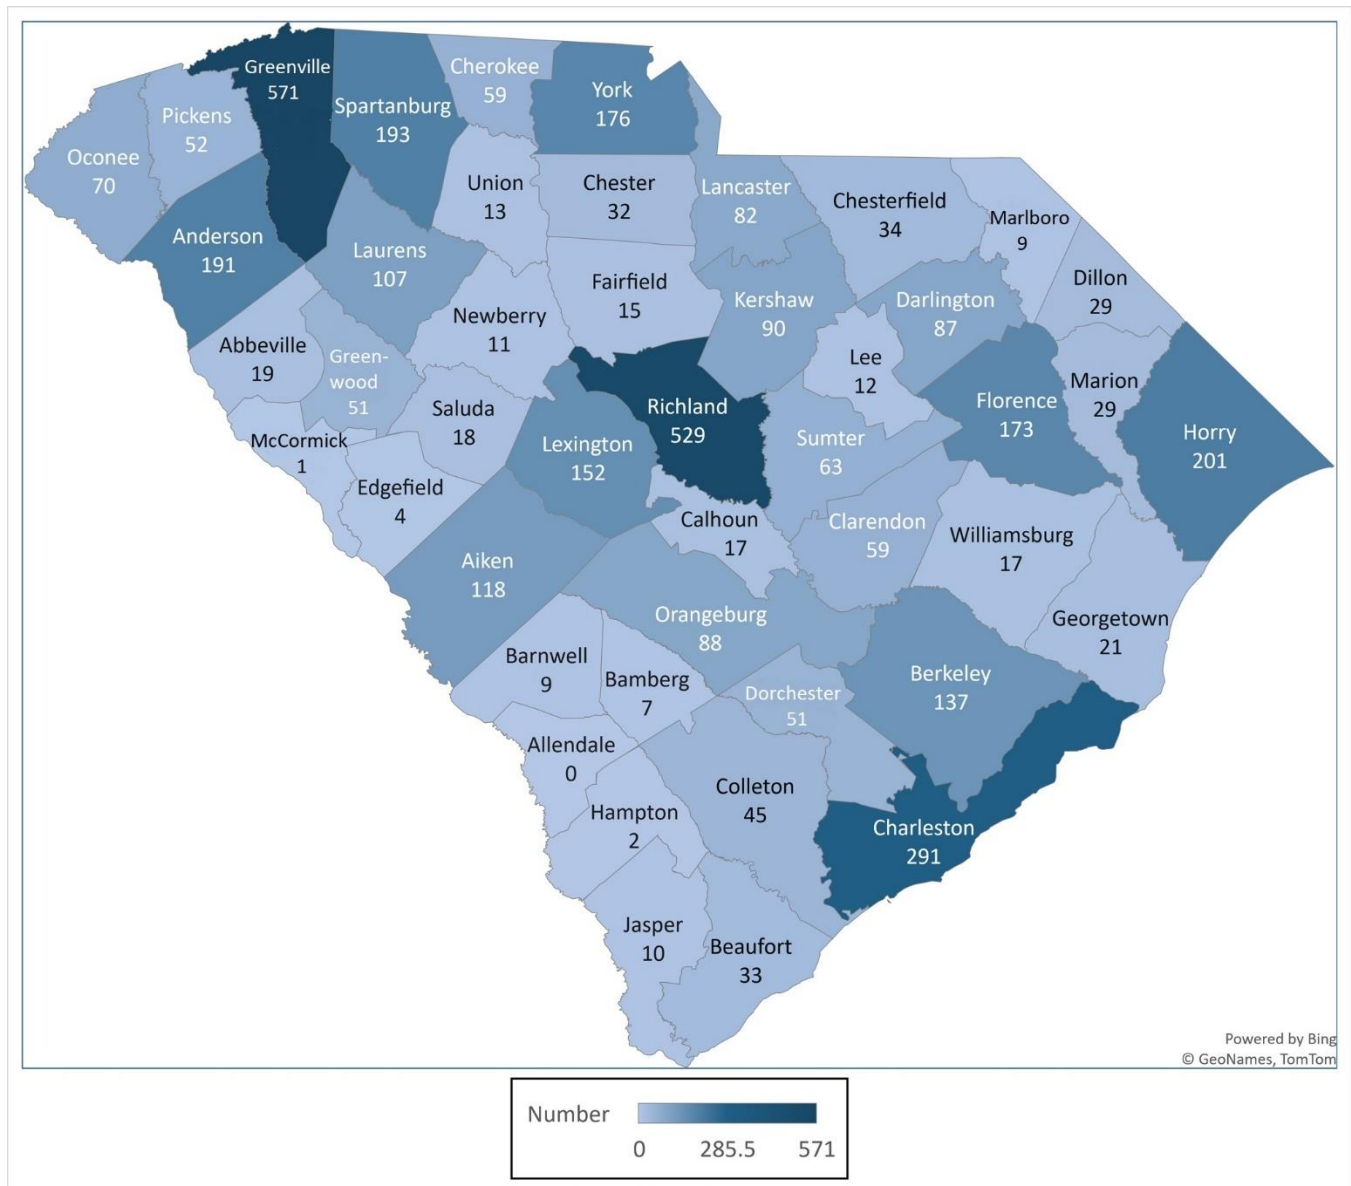 Greenville
571
Cherokee
59
York
176
Spartanburg
193
Pickens
52
Oconee
70
Union
13
Chester
32
Lancaster
82
Chesterfield
34
Marlboro
9
Anderson
191
Laurens
107
Fairfield
15
Kershaw
90
Darlington
87
Dillon
29
Newberry
11
Abbeville
19
Green-
wood
51
Lee
12
Marion
29
Saluda
18
Richland
529
Florence
173
Horry
201
McCormick
1
Lexington
152
Sumter
63
Edgefield
4
Calhoun
17
Clarendon
59
Williamsburg
17
Aiken
118
Orangeburg
88
Georgetown
21
Barnwell
9
Bamberg
7
Dorchester
51
Berkeley
137
Allendale
0
Colleton
45
Hampton
2
Charleston
291
Jasper
10
Beaufort
33
Powered by Bing
© GeoNames, TomTom
Number
0 285.5 571